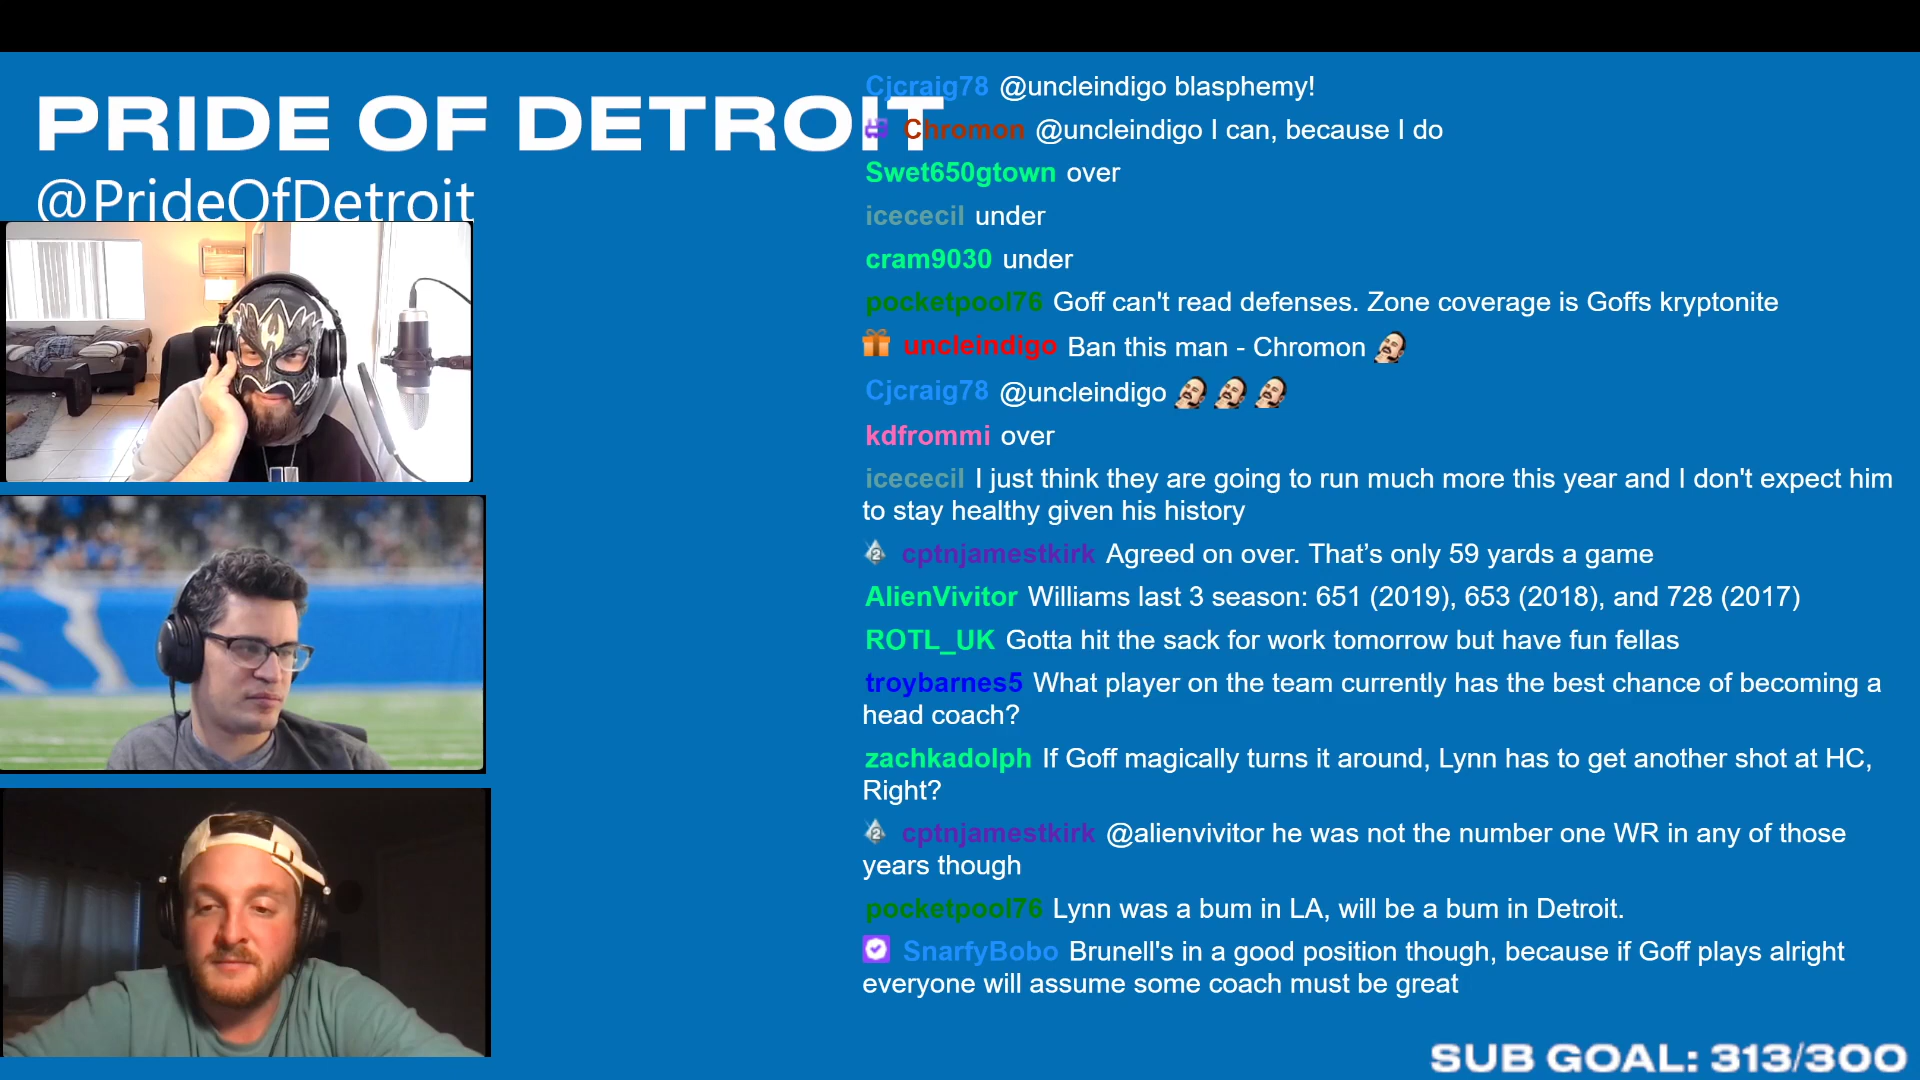 PRIDE OF DETROIT
@PrideOfDetroit
Cjcraig78 @uncleindigo blasphemy!
Chromon @uncleindigo I can, because I do
Swet650gtown over
icececil under
cram9030 under
pocketpool76 Goff can't read defenses. Zone coverage is Goffs kryptonite
uncleindigo Ban this man - Chromon
Cjcraig78 @uncleindigo
kdfrommi over
icececil I just think they are going to run much more this year and I don't expect him
to stay healthy given his history
2 cptnjamestkirk Agreed on over. That’s only 59 yards a game
AlienVivitor Williams last 3 season: 651 (2019), 653 (2018), and 728 (2017)
ROTL_UK Gotta hit the sack for work tomorrow but have fun fellas
troybarnes5 What player on the team currently has the best chance of becoming a
head coach?
zachkadolph If Goff magically turns it around, Lynn has to get another shot at HC,
Right?
2 cptnjamestkirk @alienvivitor he was not the number one WR in any of those
years though
pocketpool76 Lynn was a bum in LA, will be a bum in Detroit.
SnarfyBobo Brunell's in a good position though, because if Goff plays alright
everyone will assume some coach must be great
SUB GOAL: 313/300